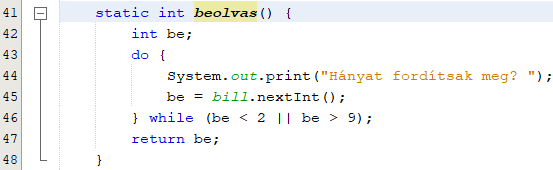 41 static int beolvas() {
42 int be;
43 do {
44 System.out.print("Hányat fordítsak meg? ");
45 be = bill.nextInt();
46 } while (be < 2 || be > 9);
47 return be;
48 }